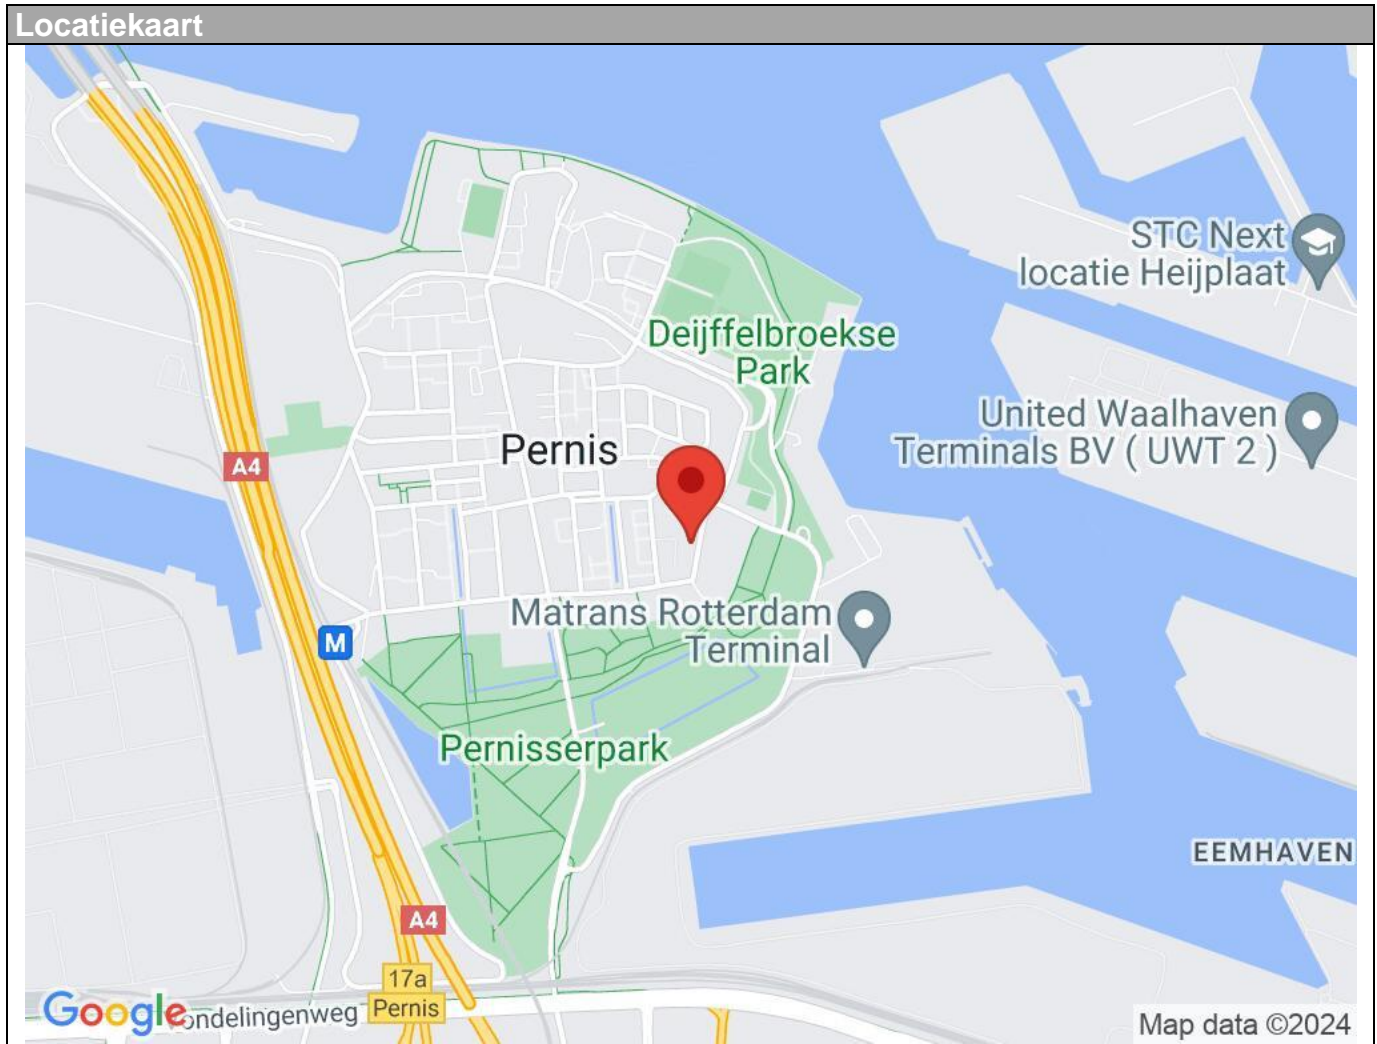 Locatiekaart
STC Next
locatie Heijplaat
Deijffelbroekse
Park
United Waalhaven
Terminals BV ( UWT 2 )
Pernis
A4
Matrans Rotterdam
Terminal
M
Pernisserpark
EEMHAVEN
A4
17a
Pernis
Google
ondelingenweg
Map data ©2024